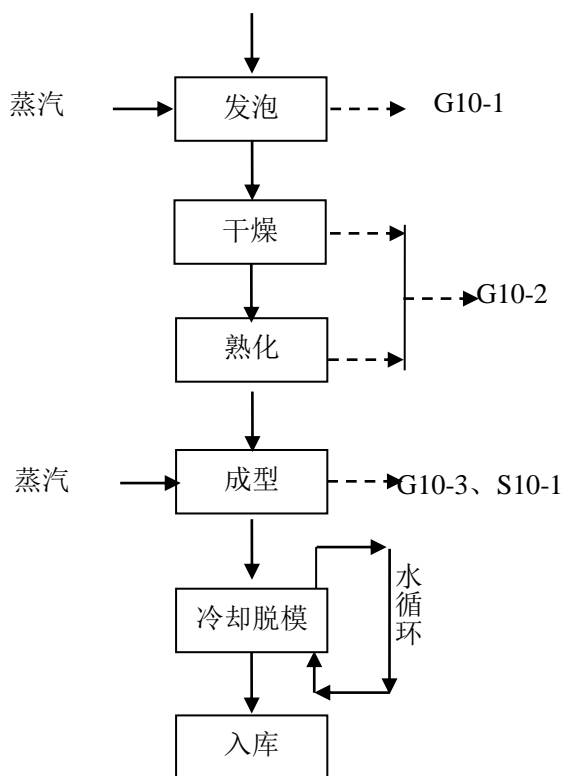 蒸汽
发泡
G10-1
干燥
G10-2
熟化
蒸汽
成型
G10-3、S10-1
冷却脱模
水循环
入库